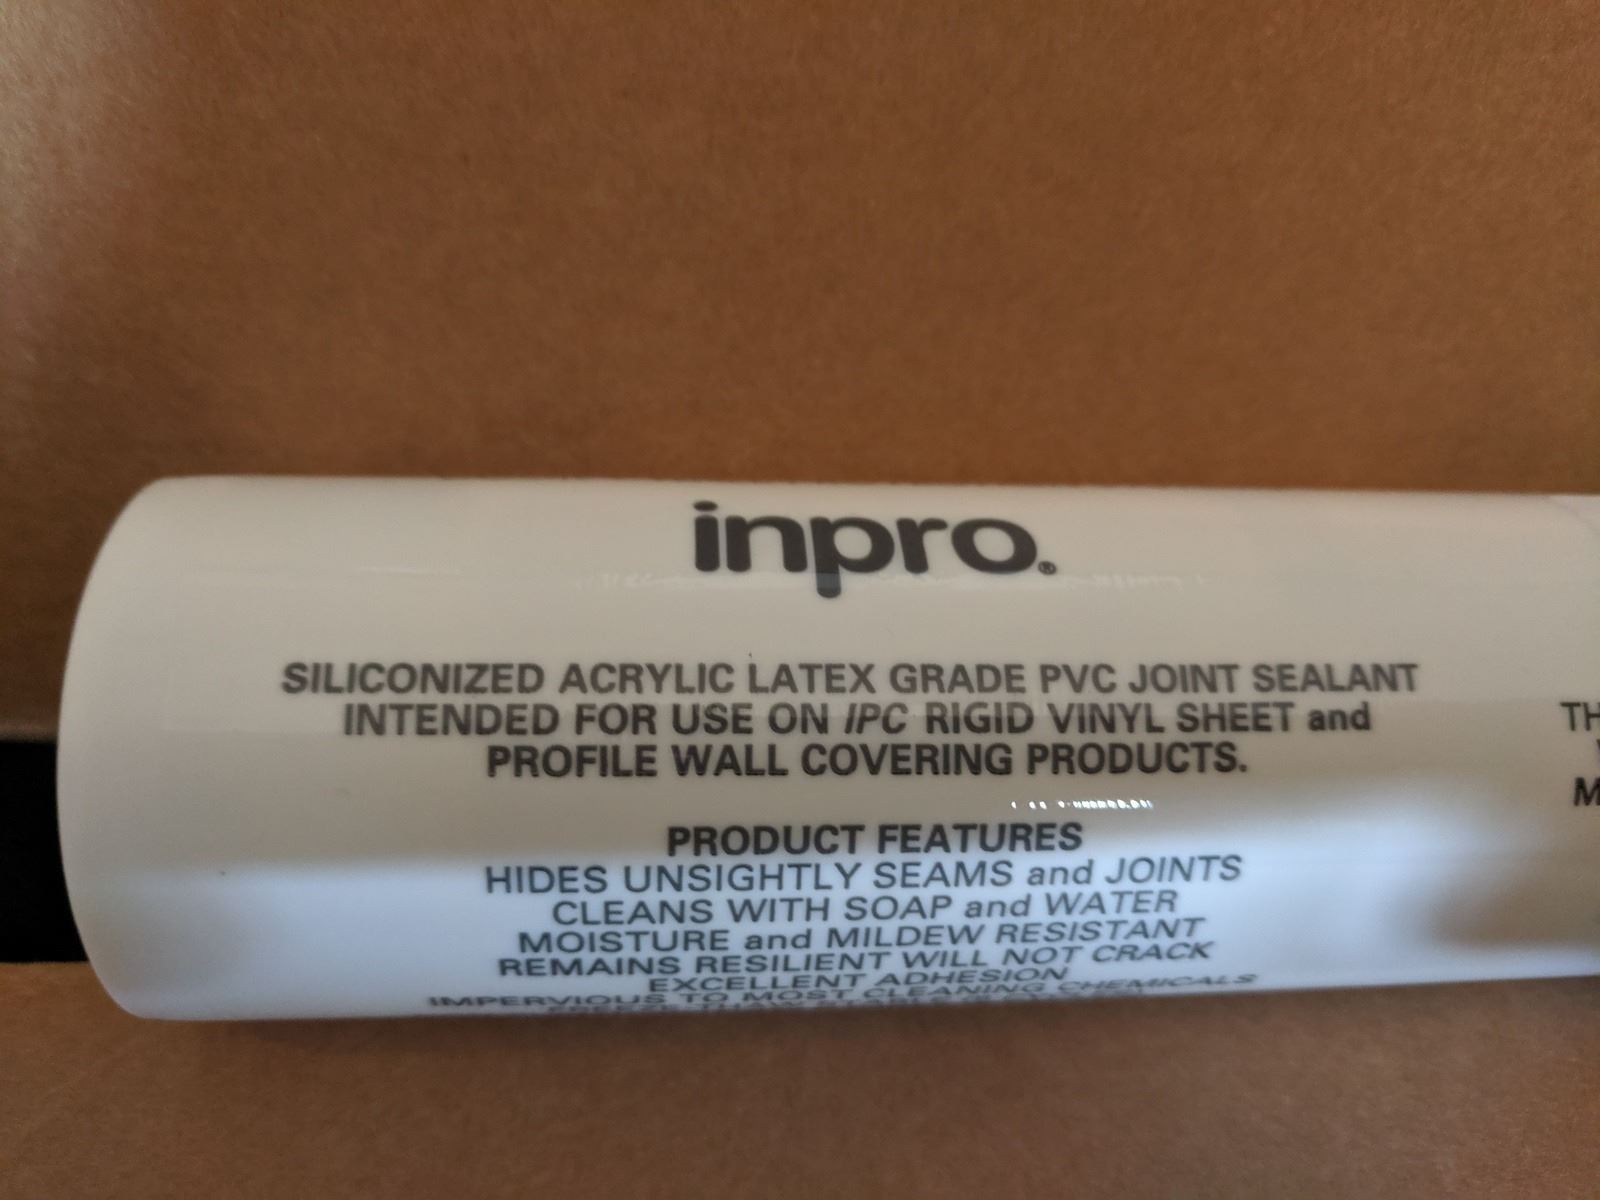 inpro.®
SILICONIZED ACRYLIC LATEX GRADE PVC JOINT SEALANT
INTENDED FOR USE ON IPC RIGID VINYL SHEET and
PROFILE WALL COVERING PRODUCTS.
PRODUCT FEATURES
HIDES UNSIGHTLY SEAMS and JOINTS
CLEANS WITH SOAP and WATER
MOISTURE and MILDEW RESISTANT
REMAINS RESILIENT WILL NOT CRACK
EXCELLENT ADHESION
IMPERVIOUS TO MOST CLEANING CHEMICALS
TH
M